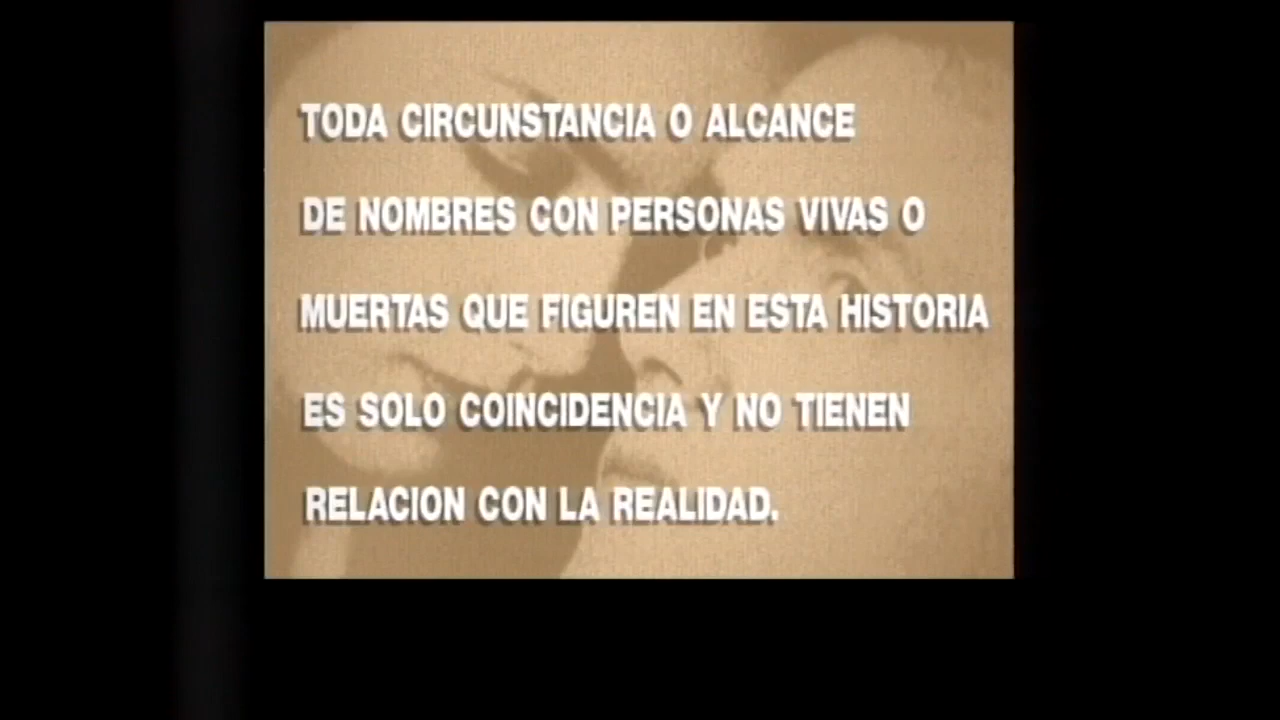 TODA CIRCUNSTANCIA O ALCANCE
DE NOMBRES CON PERSONAS VIVAS O
MUERTAS QUE FIGUREN EN ESTA HISTORIA
ES SOLO COINCIDENCIA Y NO TIENEN
RELACION CON LA REALIDAD.